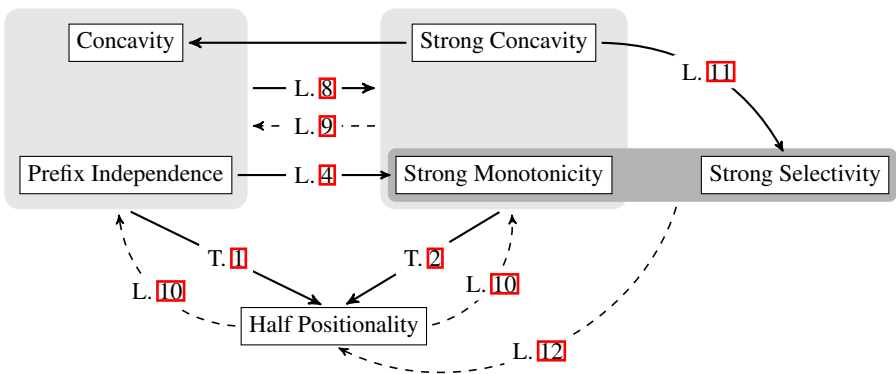 Concavity
Strong Concavity
L. 11
L. 8
L. 9
Prefix Independence
L. 4
Strong Monotonicity
Strong Selectivity
T. 1
T. 2
L. 10
L. 10
Half Positionality
L. 12